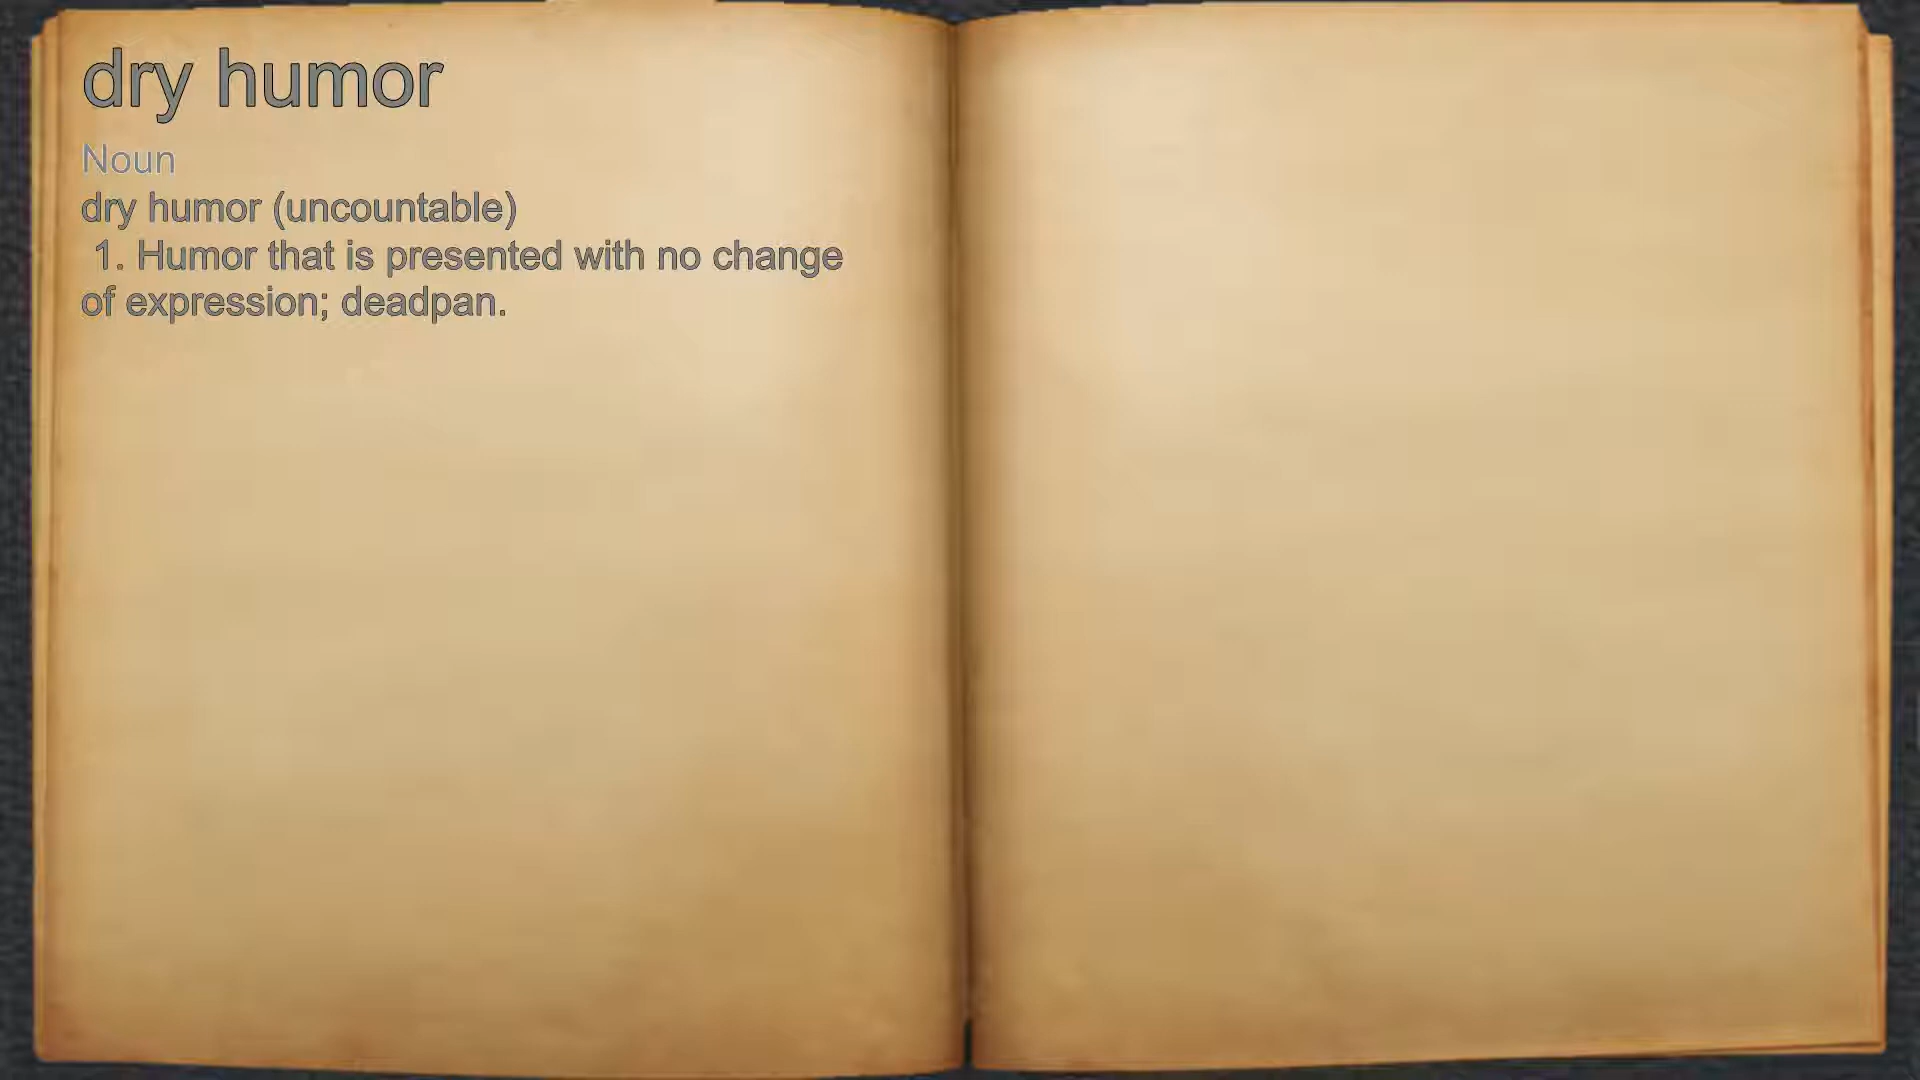 dry humor
Noun
dry humor (uncountable)
1. Humor that is presented with no change
of expression; deadpan.